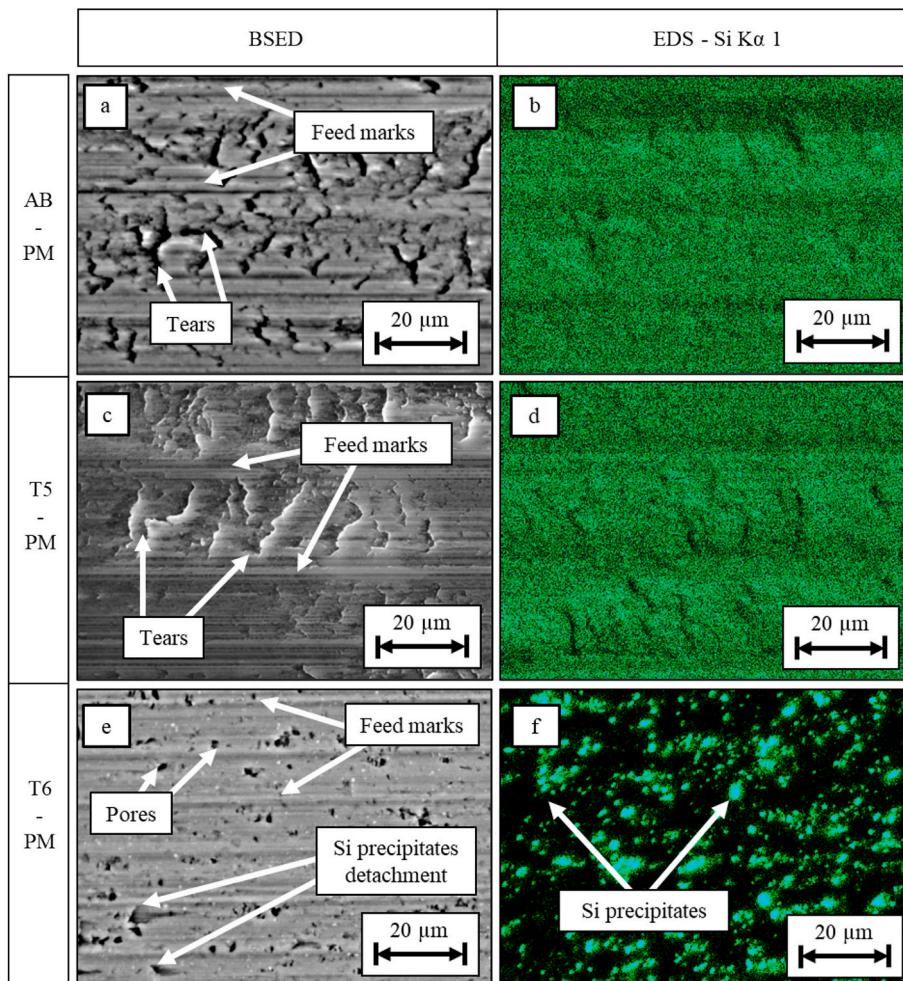 BSED
EDS - Si Kα 1
AB
-
PM
a
Feed marks
Tears
20 μm
b
20 μm
T5
-
PM
c
Feed marks
Tears
20 μm
d
20 μm
T6
-
PM
e
Feed marks
Pores
Si precipitates
detachment
20 μm
f
Si precipitates
20 μm